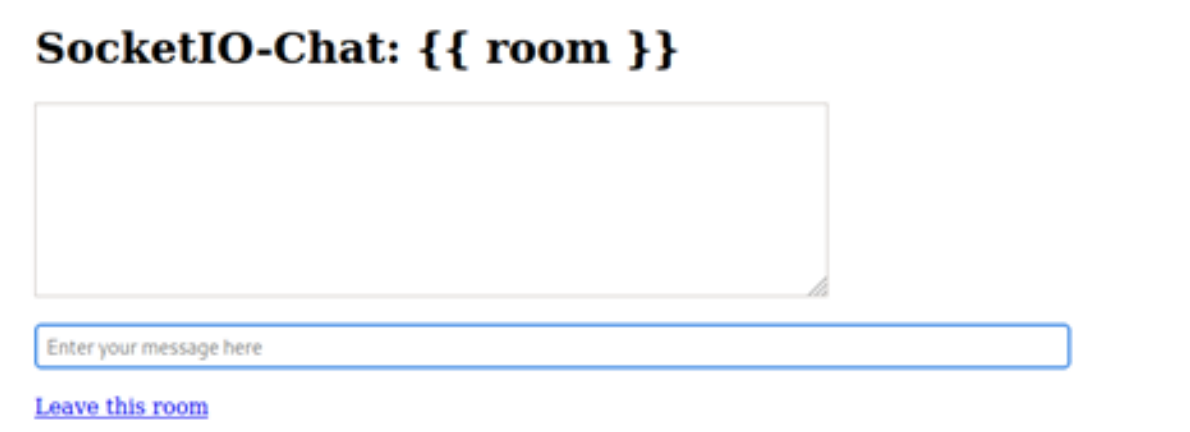 SocketIO-Chat: {{ room }}
Enter your message here
Leave this room